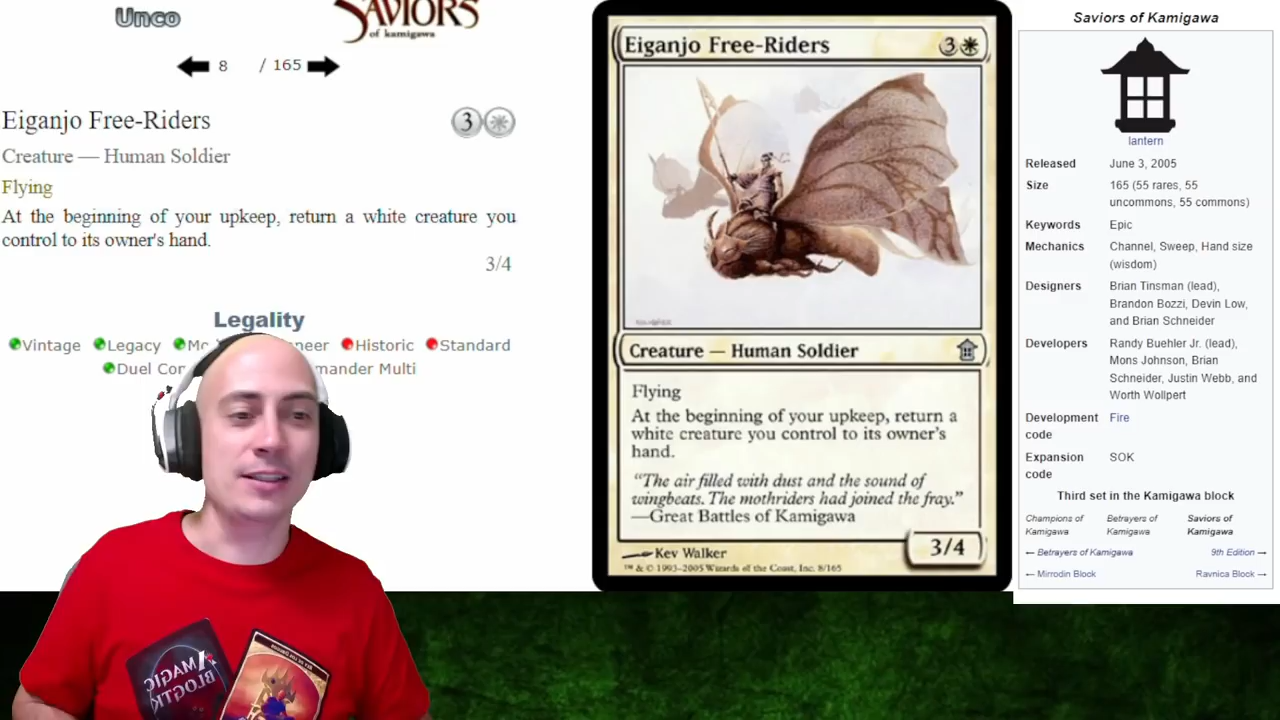 Unco
SAVIORS
of kamigawa
8 / 165
Eiganjo Free-Riders
3
Creature — Human Soldier
Flying
At the beginning of your upkeep, return a white creature you
control to its owner's hand.
3/4
Legality
Vintage Legacy Historic Standard
Duel Multi
MAGIC
BLOGTK
Eiganjo Free-Riders
3
Creature — Human Soldier
Flying
At the beginning of your upkeep, return a
white creature you control to its owner's
hand.
"The air filled with dust and the sound of
wingbeats. The mothriders had joined the fray."
—Great Battles of Kamigawa
3/4
Kev Walker
™ & © 1993–2005 Wizards of the Coast, Inc. 8/165
Saviors of Kamigawa
lantern
Released June 3, 2005
Size 165 (55 rares, 55
uncommons, 55 commons)
Keywords Epic
Mechanics Channel, Sweep, Hand size
(wisdom)
Designers Brian Tinsman (lead),
Brandon Bozzi, Devin Low,
and Brian Schneider
Developers Randy Buehler Jr. (lead),
Mons Johnson, Brian
Schneider, Justin Webb, and
Worth Wollpert
Development
code Fire
Expansion
code SOK
Third set in the Kamigawa block
Champions of
Kamigawa
Betrayers of
Kamigawa
Saviors of
Kamigawa
← Betrayers of Kamigawa 9th Edition →
← Mirrodin Block Ravnica Block →